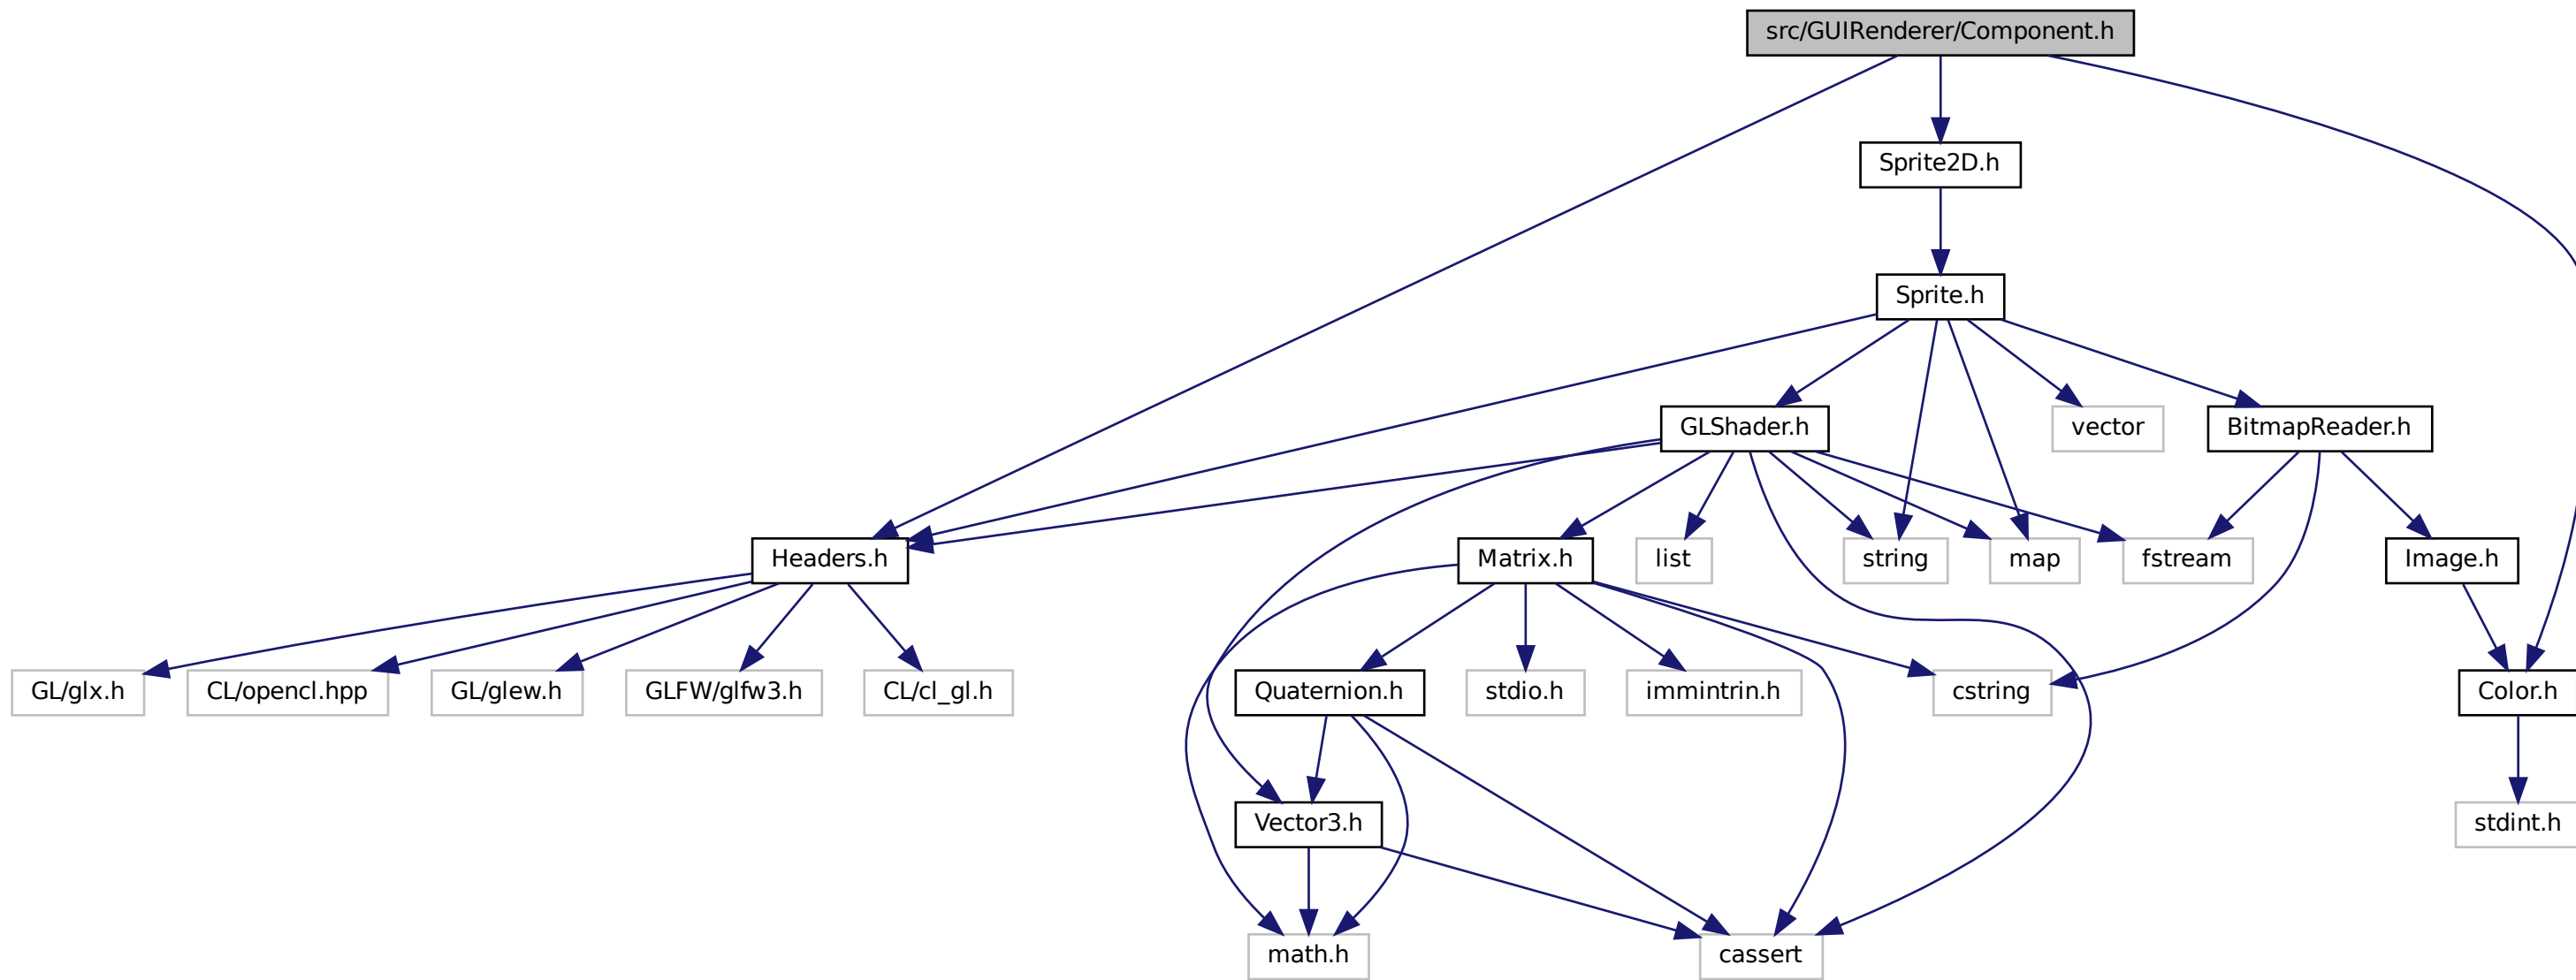 src/GUIRenderer/Component.h
Sprite2D.h
Sprite.h
GLShader.h
vector
BitmapReader.h
Headers.h
Matrix.h
list
string
map
fstream
Image.h
GL/glx.h
CL/opencl.hpp
GL/glew.h
GLFW/glfw3.h
CL/cl_gl.h
Quaternion.h
stdio.h
immintrin.h
cstring
Color.h
Vector3.h
stdint.h
math.h
cassert